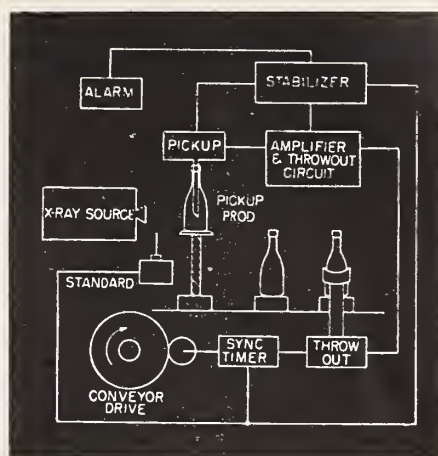 STABILIZER
ALARM
PICKUP
AMPLIFIER
& THROWOUT
CIRCUIT
X-RAY SOURCE
PICKUP
PROD
STANDARD
SYNC
TIMER
THROW
OUT
CONVEYOR
DRIVE